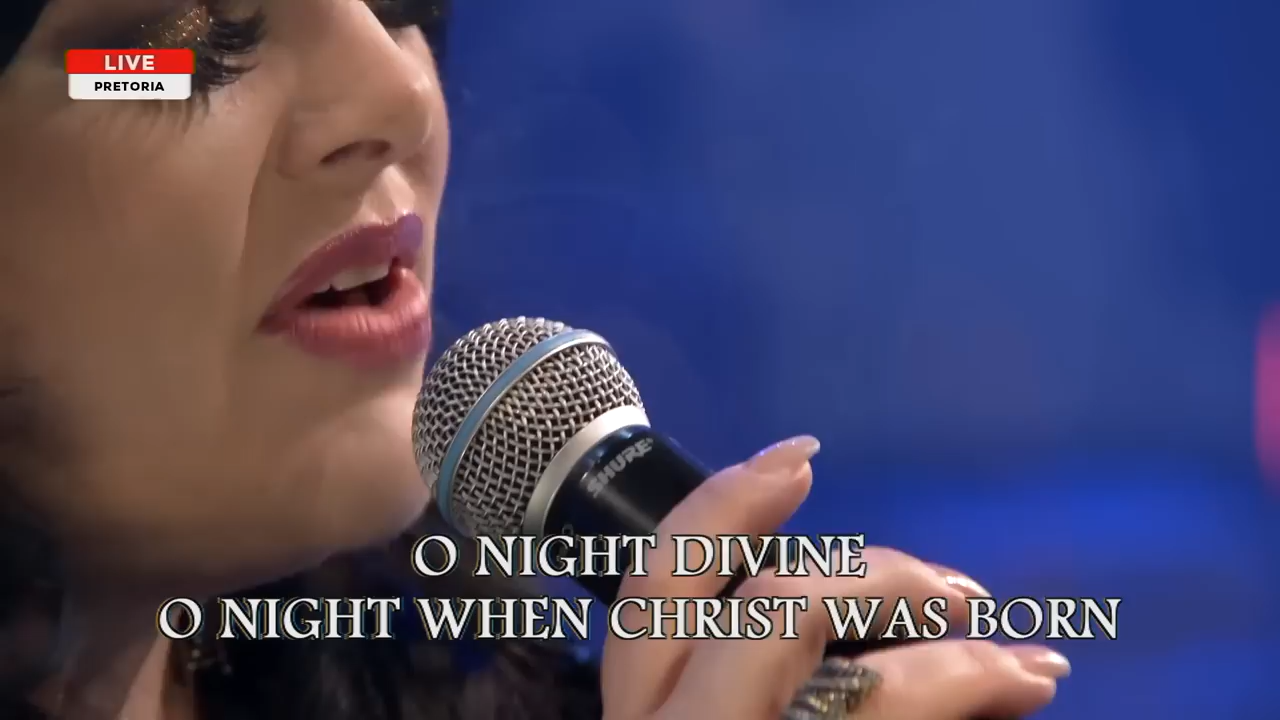 LIVE
PRETORIA
SHURE
O NIGHT DIVINE
O NIGHT WHEN CHRIST WAS BORN